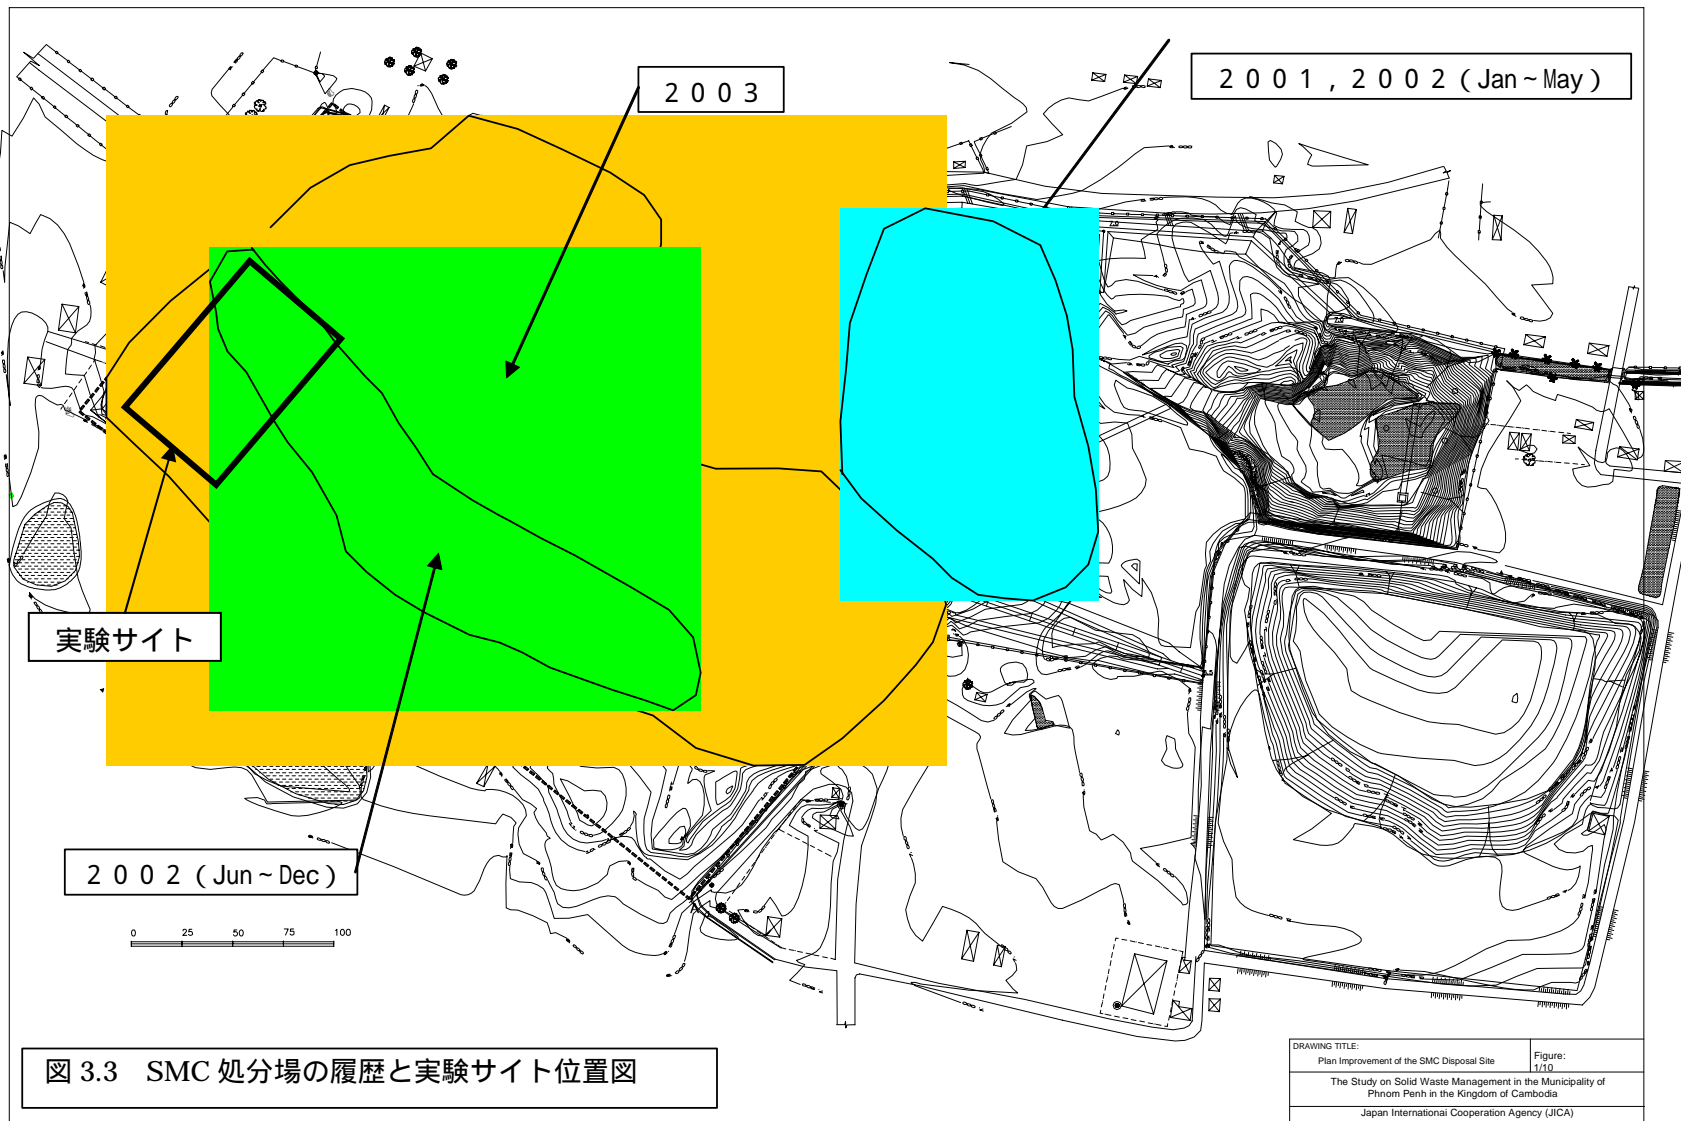 ２００３
２００１,２００２（Jan～May）
実験サイト
２００２（Jun～Dec）
0 25 50 75 100
図 3.3　SMC 処分場の履歴と実験サイト位置図
DRAWING TITLE:
Plan Improvement of the SMC Disposal Site
Figure:
1/10
The Study on Solid Waste Management in the Municipality of
Phnom Penh in the Kingdom of Cambodia
Japan International Cooperation Agency (JICA)